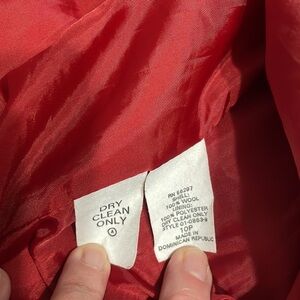 DRY
CLEAN
ONLY
A
SHELL:
100% WOOL
LINING:
100% POLYESTER
DRY CLEAN ONLY
10P
MADE IN
DOMINICAN REPUBLIC